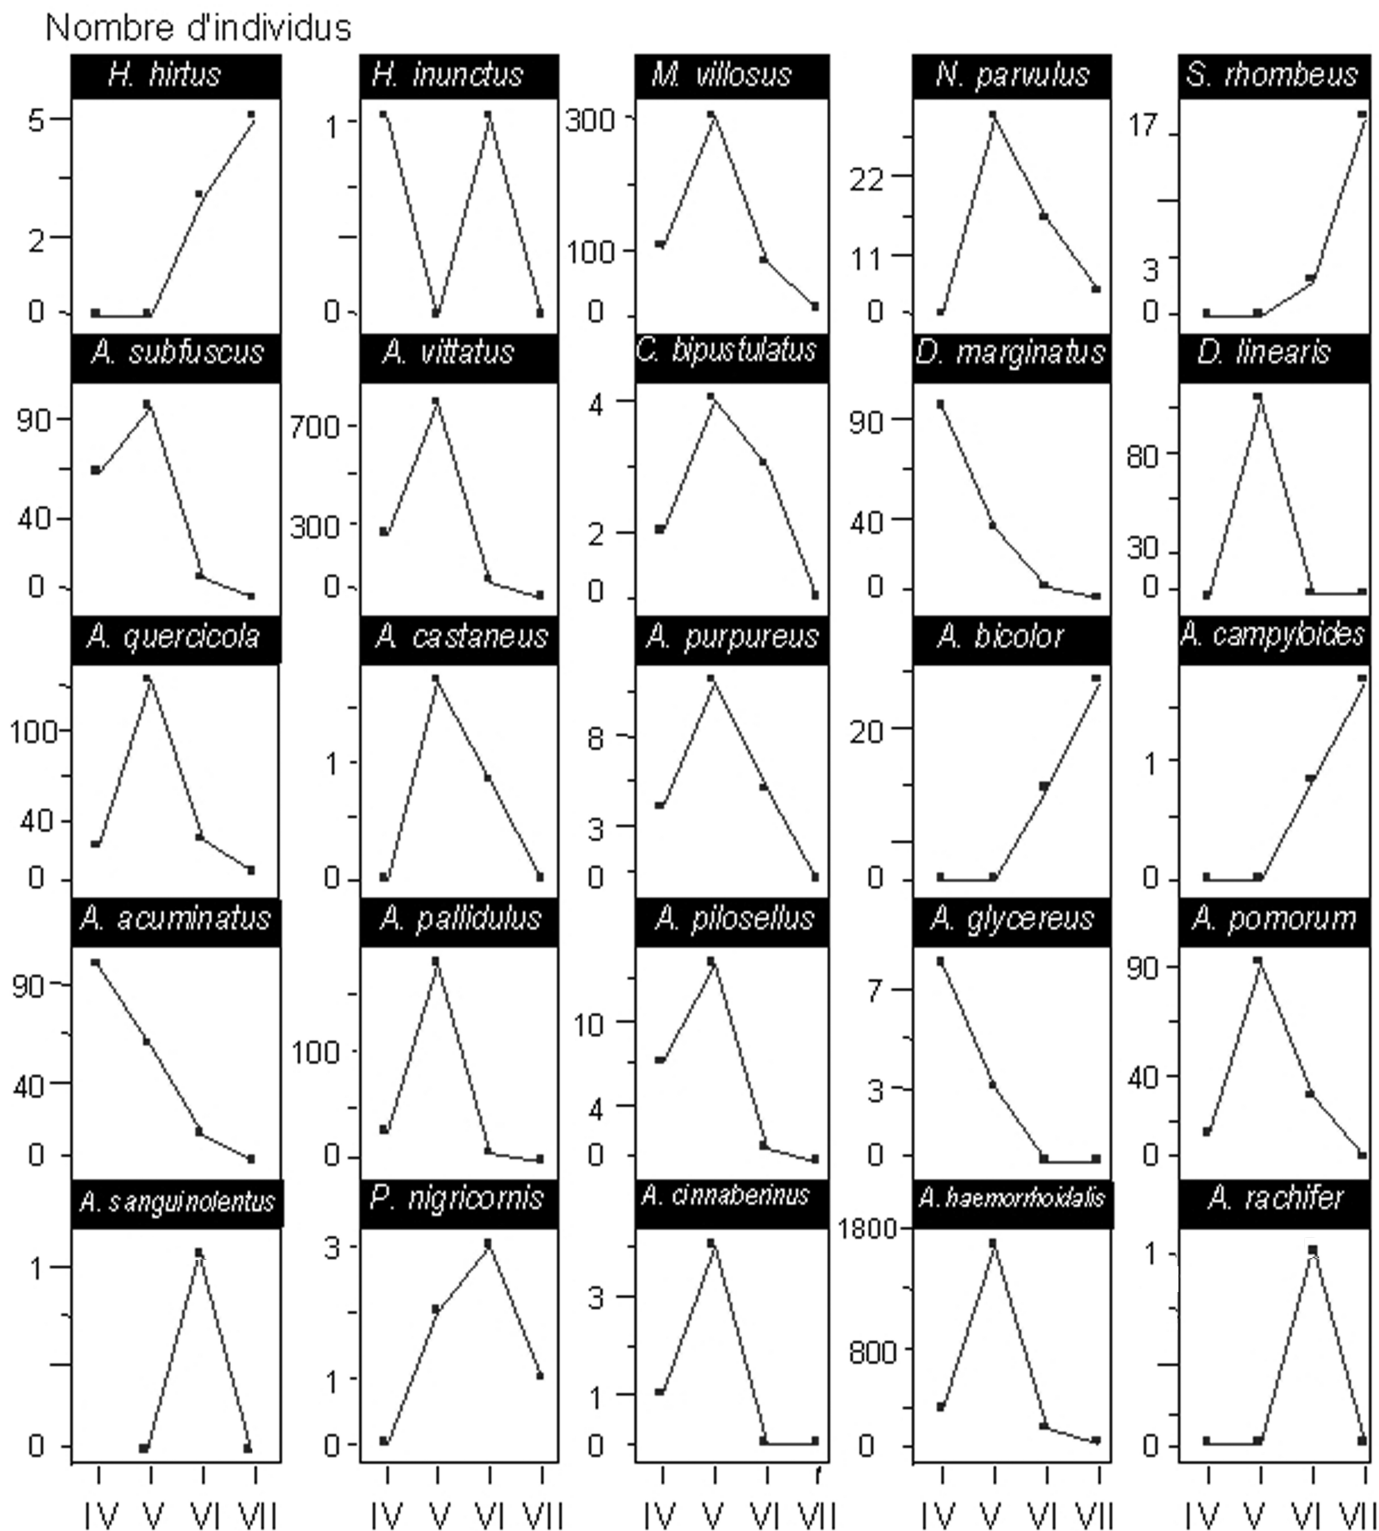 Nombre d'individus
H. hirtus H. inunctus M. villosus N. parvulus S. rhombeus
5 2 0 1 0 300 100 0 22 11 0 17 3 0
A. subfuscus A. vittatus C. bipustulatus D. marginatus D. linearis
90 40 0 700 300 0 4 2 0 90 40 0 80 30 0
A. quercicola A. castaneus A. purpureus A. bicolor A. campyloides
100 40 0 1 0 8 3 0 20 0 1 0
A. acuminatus A. pallidulus A. pilosellus A. glycereus A. pomorum
90 40 0 100 0 10 4 0 7 3 0 90 40 0
A. sanguinolentus P. nigricornis A. cinnaberinus A. haemorrhoidalis A. rachifer
1 0 3 1 0 3 1 0 1800 800 0 1 0
IV V VI VII IV V VI VII IV V VI VII IV V VI VII IV V VI VII